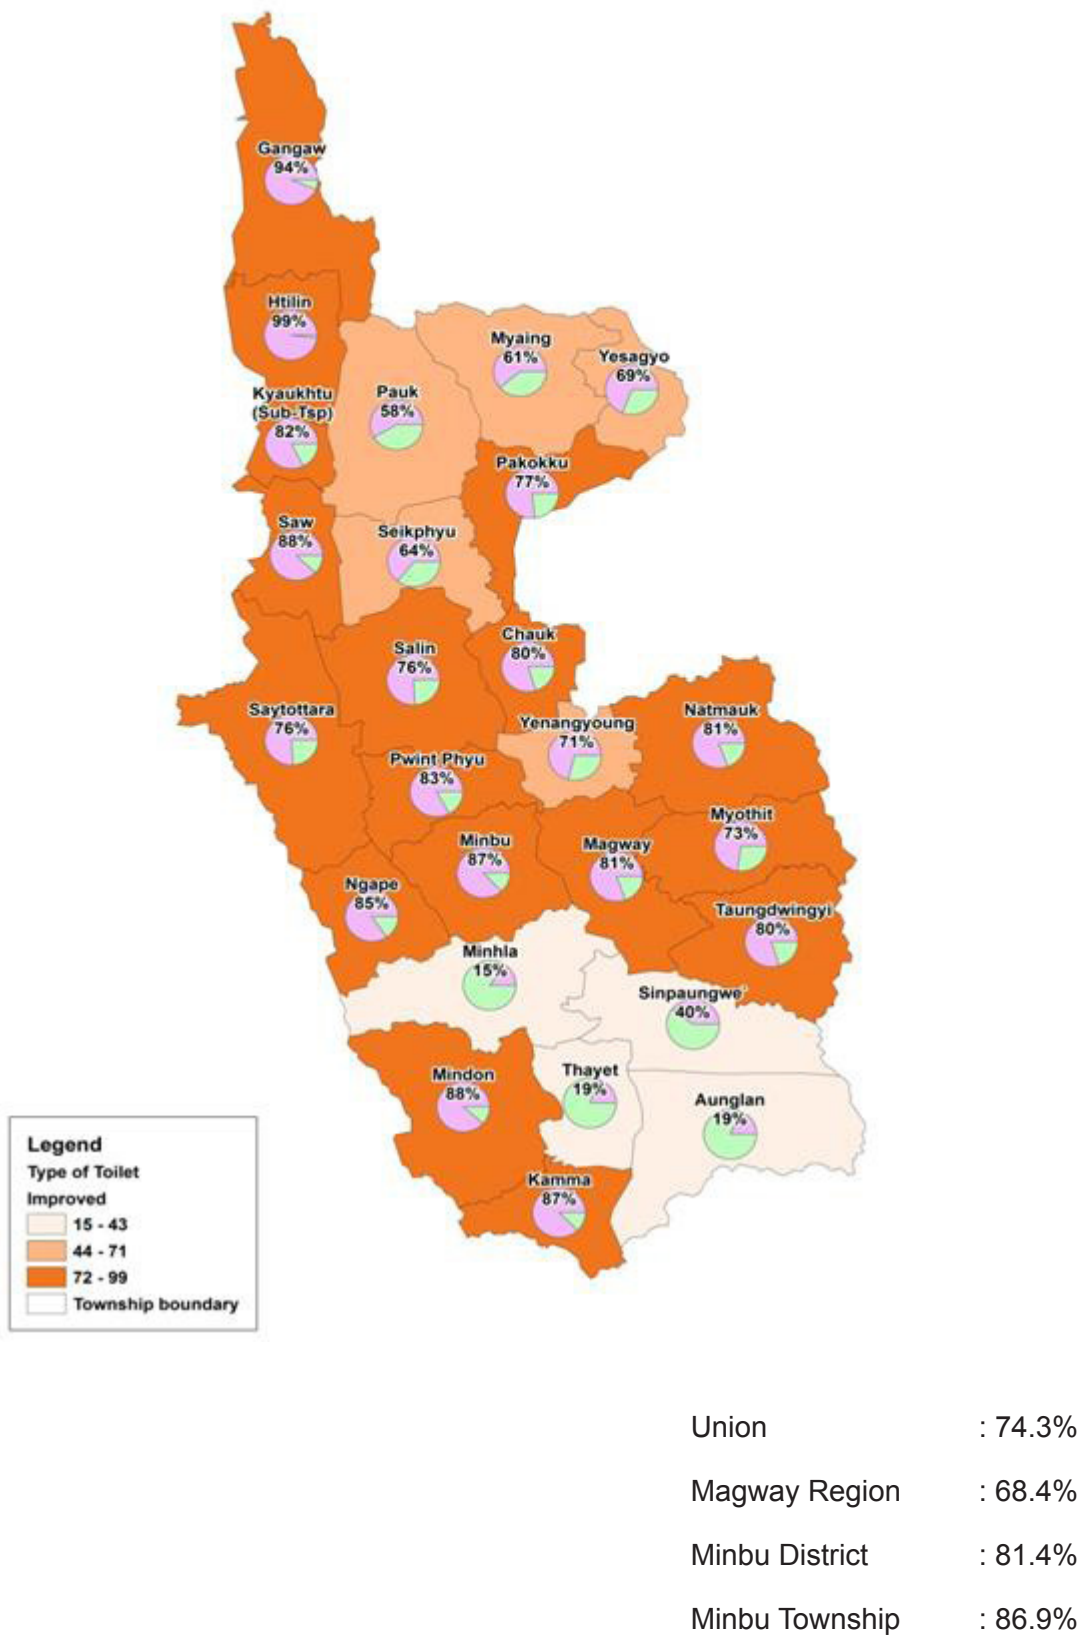 Gangaw
94%
Htilin
99%
Myaing
61%
Yesagyo
69%
Kyaukhtu
(Sub-Tsp)
82%
Pauk
58%
Pakokku
77%
Saw
88%
Seikphyu
64%
Chauk
80%
Salin
76%
Saytottara
76%
Yenangyoung
71%
Natmauk
81%
Pwint Phyu
83%
Myothit
73%
Minbu
87%
Magway
81%
Ngape
85%
Taungdwingyi
80%
Minhla
15%
Sinpaungwe'
40%
Mindon
88%
Thayet
19%
Aunglan
19%
Kamma
87%
Legend
Type of Toilet
Improved
15 - 43
44 - 71
72 - 99
Township boundary
Union : 74.3%
Magway Region : 68.4%
Minbu District : 81.4%
Minbu Township : 86.9%